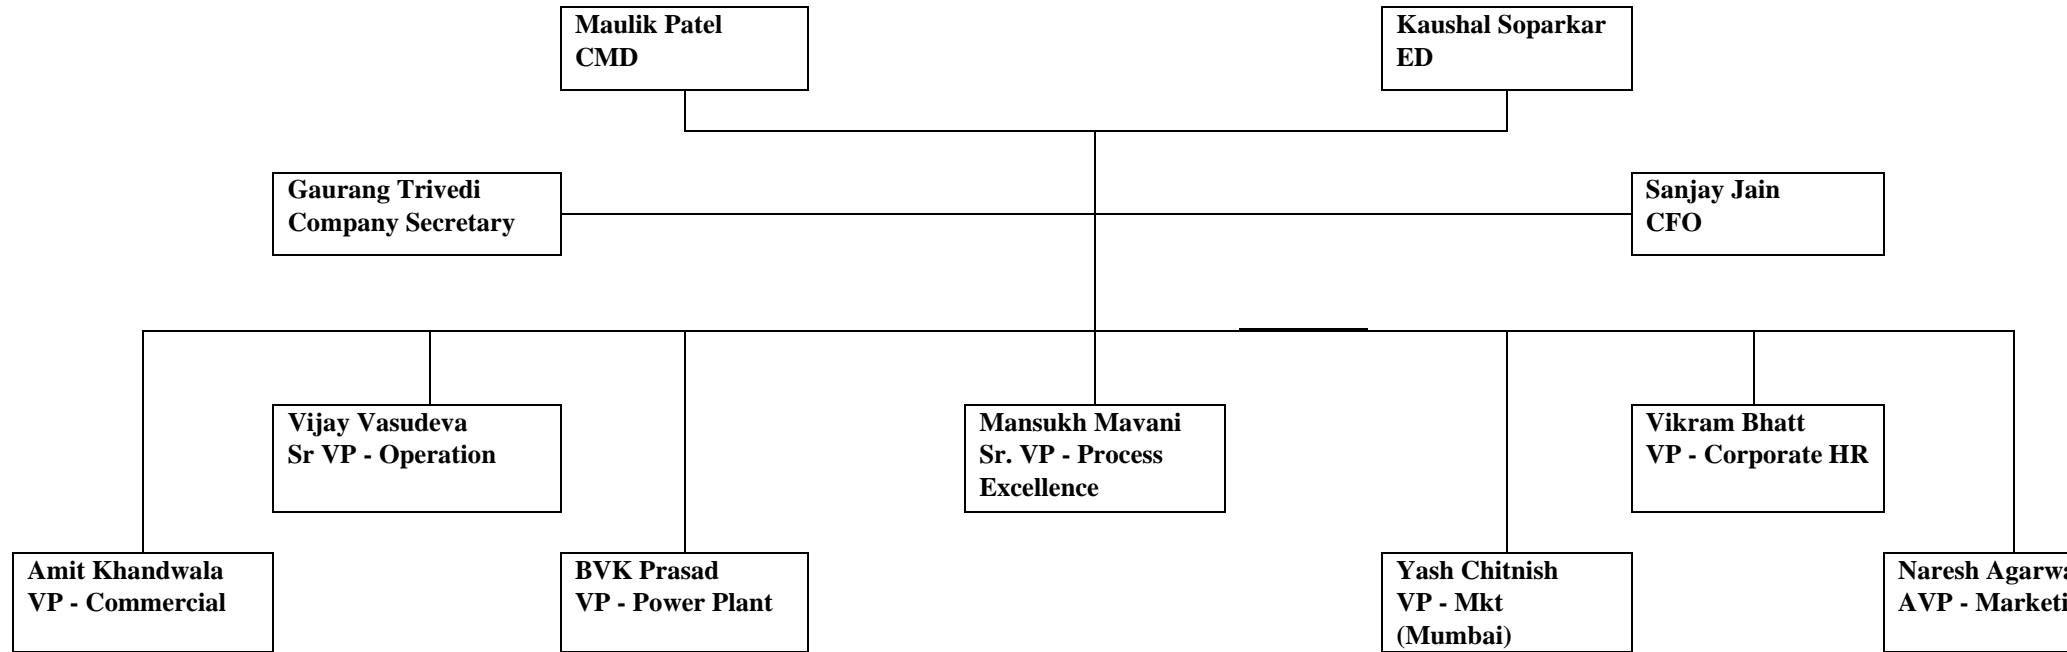 Maulik Patel
CMD
Kaushal Soparkar
ED
Gaurang Trivedi
Company Secretary
Sanjay Jain
CFO
Vijay Vasudeva
Sr VP - Operation
Mansukh Mavani
Sr. VP - Process
Excellence
Vikram Bhatt
VP - Corporate HR
Amit Khandwala
VP - Commercial
BVK Prasad
VP - Power Plant
Yash Chitnish
VP - Mkt
(Mumbai)
Naresh
AVP -